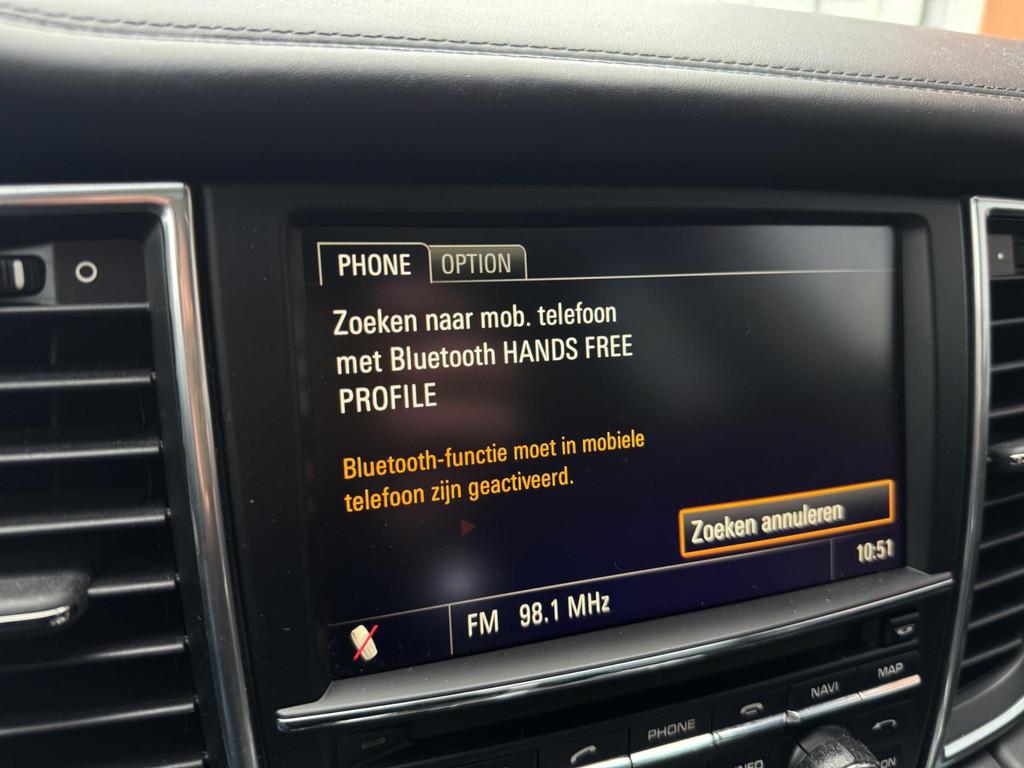 PHONE OPTION
Zoeken naar mob. telefoon
met Bluetooth HANDS FREE
PROFILE
Bluetooth-functie moet in mobiele
telefoon zijn geactiveerd.
Zoeken annuleren
10:51
FM 98.1 MHz
PHONE
NAVI
MAP